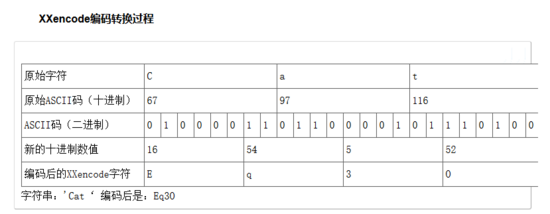 XXencode编码转换过程
原始字符 C a t
原始ASCII码（十进制） 67 97 116
ASCII码（二进制） 0 1 0 0 0 0 1 1 0 1 1 0 0 0 0 1 0 1 1 1 0 1 0 0
新的十进制数值 16 54 5 52
编码后的XXencode字符 E q 3 0
字符串：'Cat ‘ 编码后是：Eq30